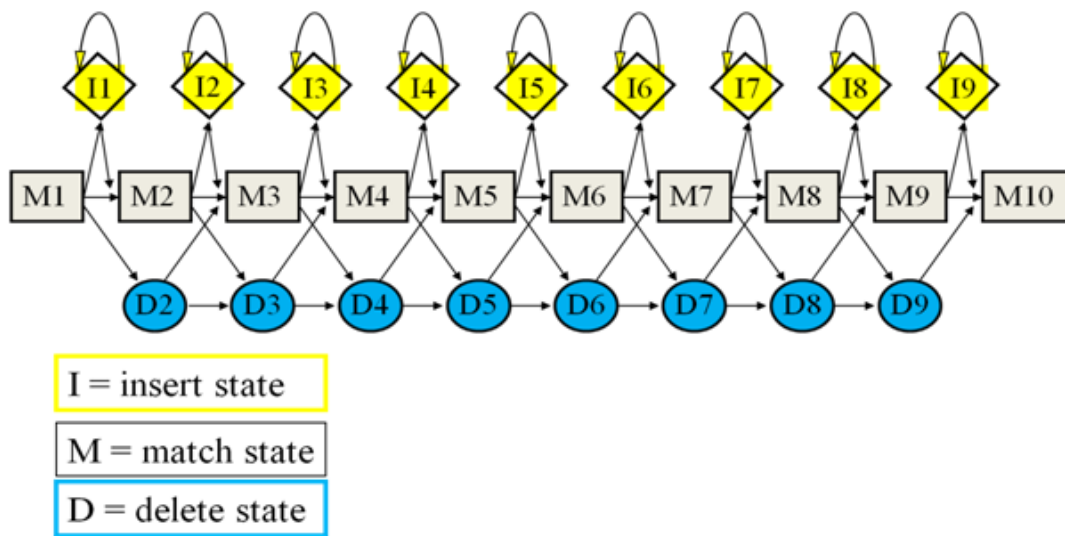 I1 I2 I3 I4 I5 I6 I7 I8 I9
M1 M2 M3 M4 M5 M6 M7 M8 M9 M10
D2 D3 D4 D5 D6 D7 D8 D9
I = insert state
M = match state
D = delete state